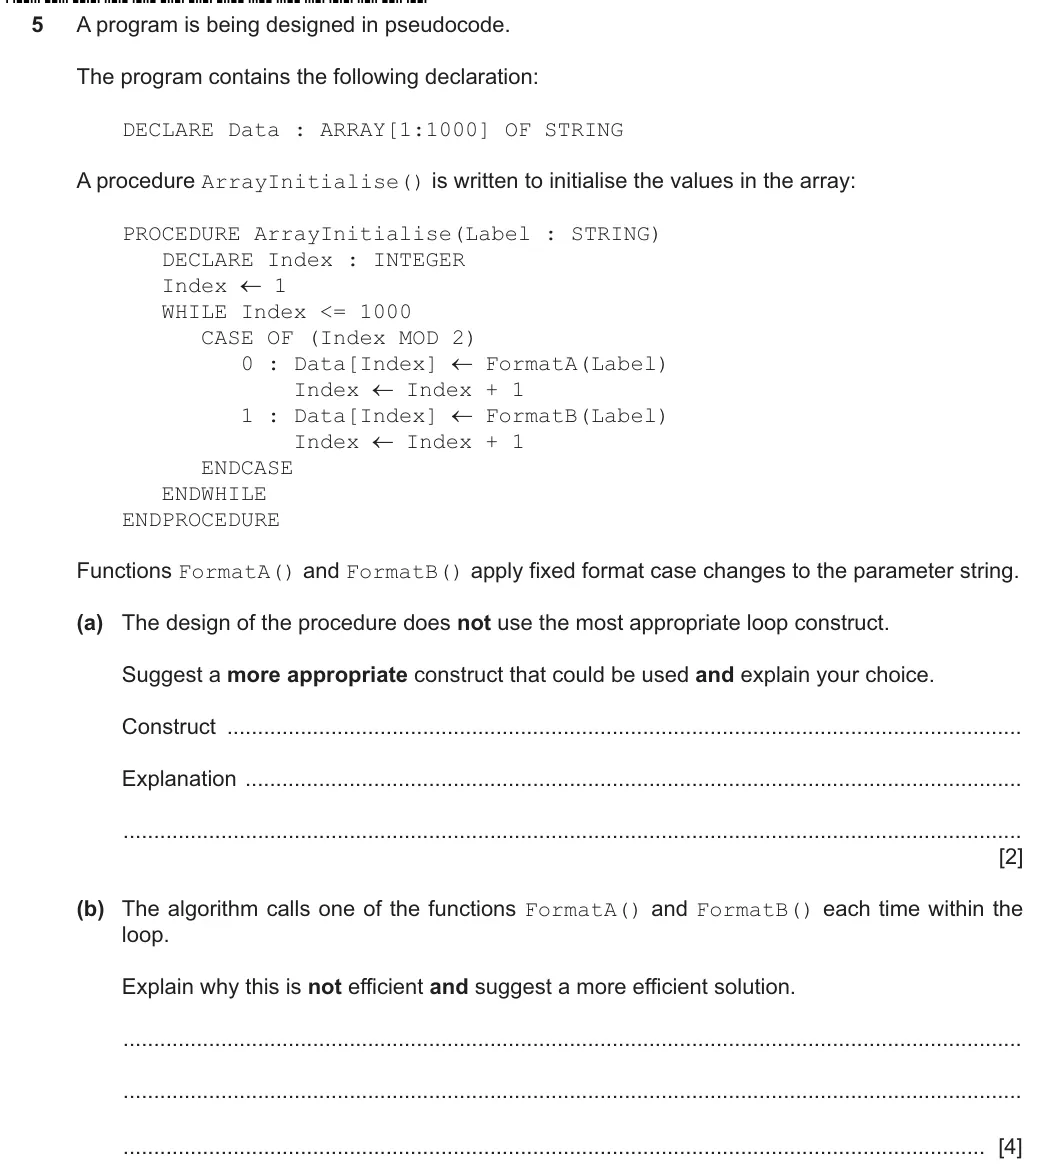 5 A program is being designed in pseudocode.
The program contains the following declaration:
DECLARE Data : ARRAY[1:1000] OF STRING
A procedure ArrayInitialise() is written to initialise the values in the array:
PROCEDURE ArrayInitialise(Label : STRING)
DECLARE Index : INTEGER
Index ← 1
WHILE Index <= 1000
CASE OF (Index MOD 2)
0 : Data[Index] ← FormatA(Label)
Index ← Index + 1
1 : Data[Index] ← FormatB(Label)
Index ← Index + 1
ENDCASE
ENDWHILE
ENDPROCEDURE
Functions FormatA() and FormatB() apply fixed format case changes to the parameter string.
(a) The design of the procedure does not use the most appropriate loop construct.
Suggest a more appropriate construct that could be used and explain your choice.
Construct ....................................................................................................................................
Explanation .................................................................................................................................
.....................................................................................................................................................
[2]
(b) The algorithm calls one of the functions FormatA() and FormatB() each time within the
loop.
Explain why this is not efficient and suggest a more efficient solution.
.....................................................................................................................................................
.....................................................................................................................................................
............................................................................................................................................... [4]